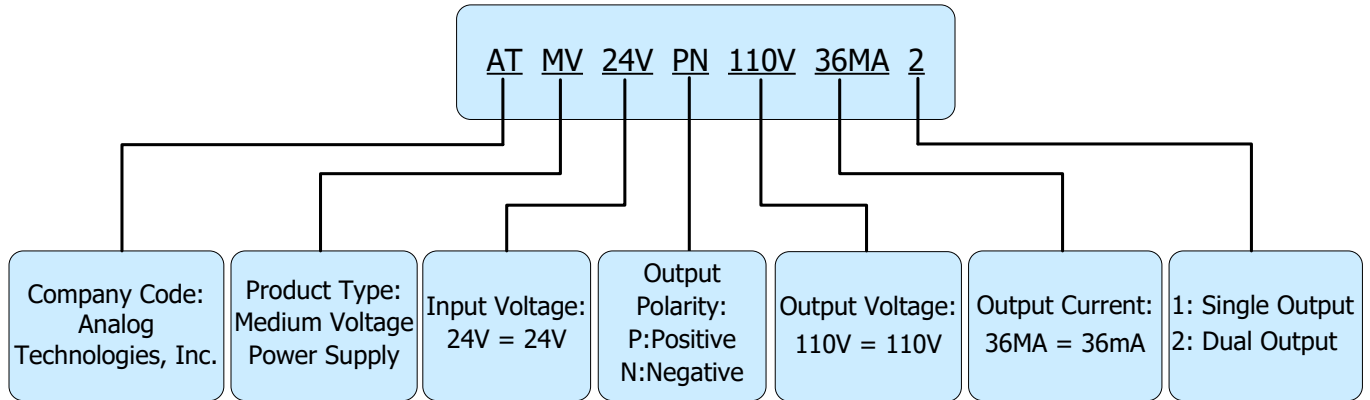 AT MV 24V PN 110V 36MA 2
Company Code:
Analog
Technologies, Inc.
Product Type:
Medium Voltage
Power Supply
Input Voltage:
24V = 24V
Output
Polarity:
P:Positive
N:Negative
Output Voltage:
110V = 110V
Output Current:
36MA = 36mA
1: Single Output
2: Dual Output